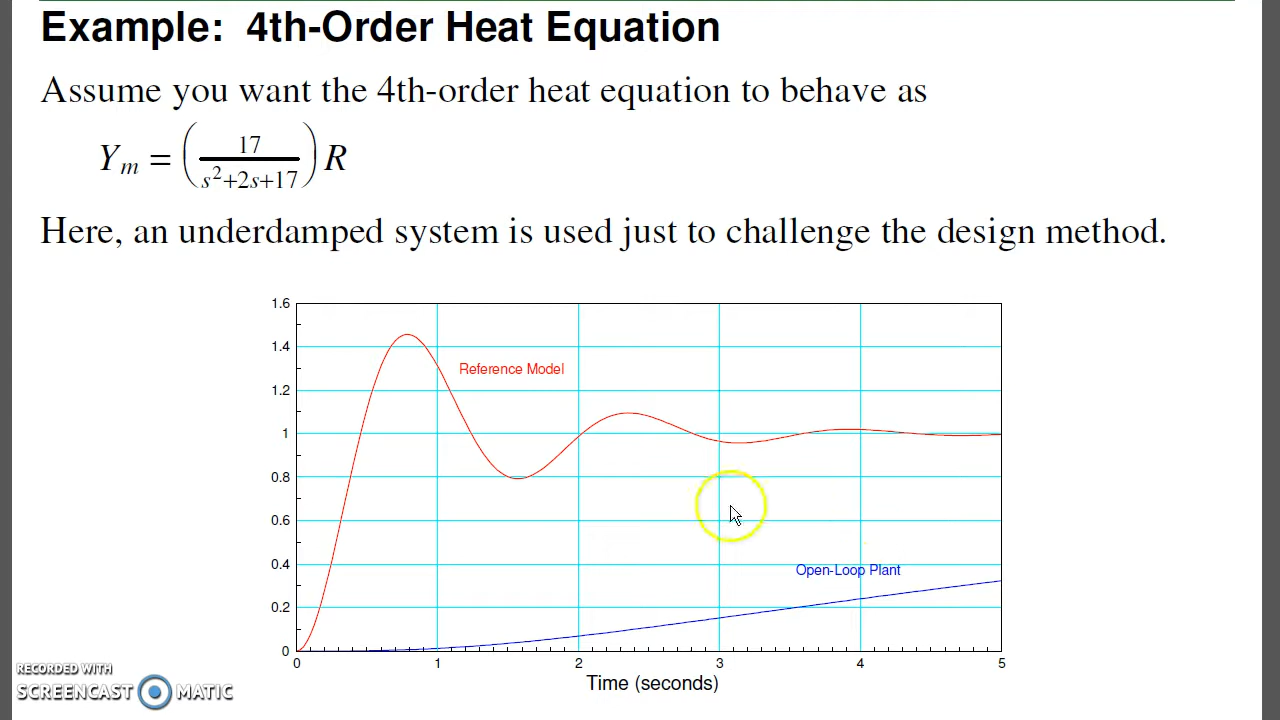 Example: 4th-Order Heat Equation
Assume you want the 4th-order heat equation to behave as
Yₘ = (17 / (s²+2s+17)) R
Here, an underdamped system is used just to challenge the design method.
1.6
1.4
Reference Model
1.2
1
0.8
0.6
0.4
Open-Loop Plant
0.2
0
0 1 2 3 4 5
Time (seconds)
RECORDED WITH
SCREENCAST MATIC